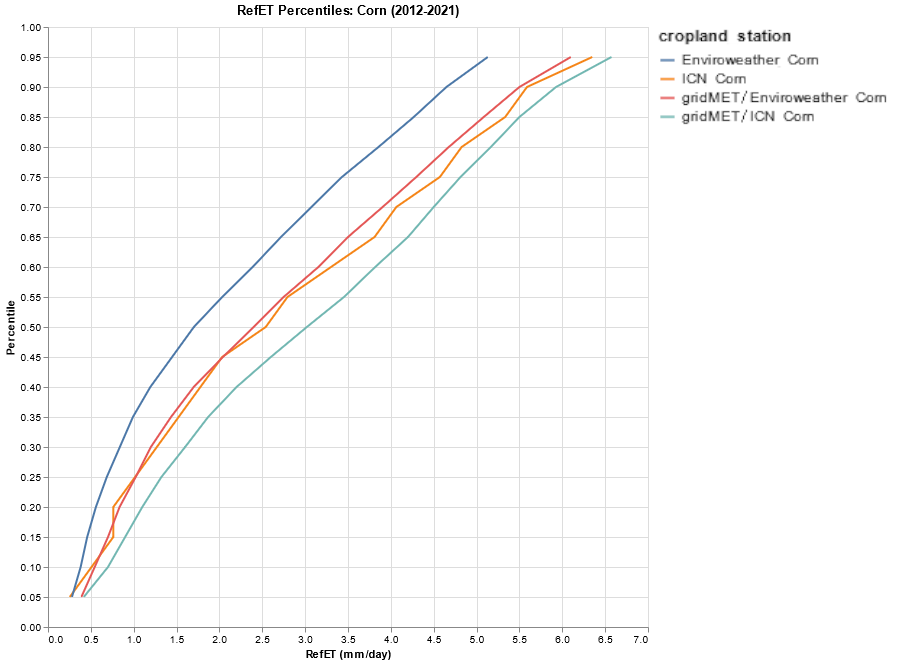 RefET Percentiles: Corn (2012-2021)
1.00
0.95
0.90
0.85
0.80
0.75
0.70
0.65
0.60
0.55
0.50
0.45
0.40
0.35
0.30
0.25
0.20
0.15
0.10
0.05
0.00
Percentile
0.0 0.5 1.0 1.5 2.0 2.5 3.0 3.5 4.0 4.5 5.0 5.5 6.0 6.5 7.0
RefET (mm/day)
cropland station
Enviroweather Corn
ICN Corn
gridMET/Enviroweather Corn
gridMET/ICN Corn